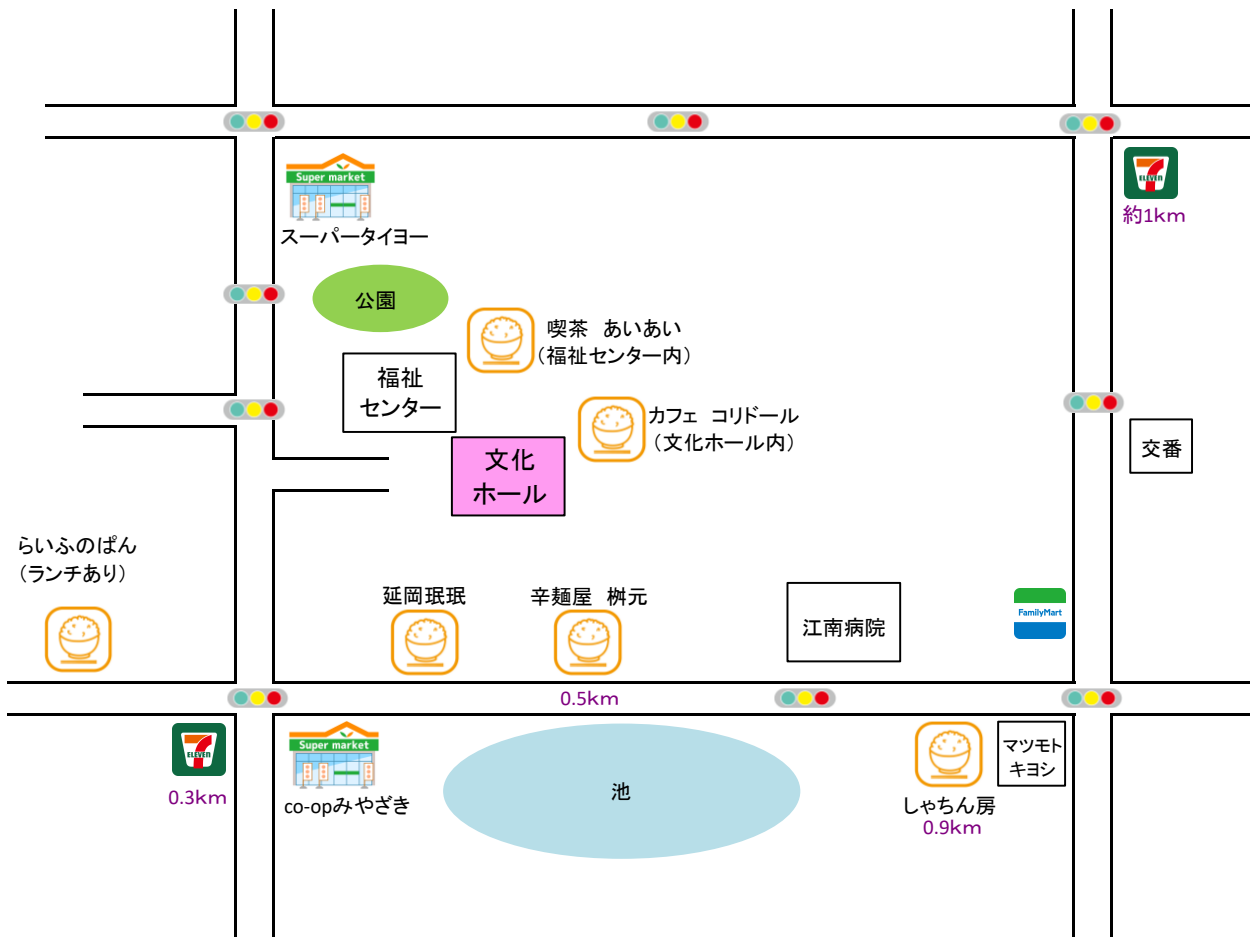 Super market
スーパータイヨー
7
ELEVEN
約1km
公園
喫茶 あいあい
（福祉センター内）
福祉
センター
カフェ コリドール
（文化ホール内）
文化
ホール
交番
らいふのぱん
（ランチあり）
延岡珉珉
辛麺屋 桝元
江南病院
FamilyMart
0.5km
7
ELEVEN
0.3km
Super market
co-opみやざき
池
しゃちん房
0.9km
マツモト
キヨシ